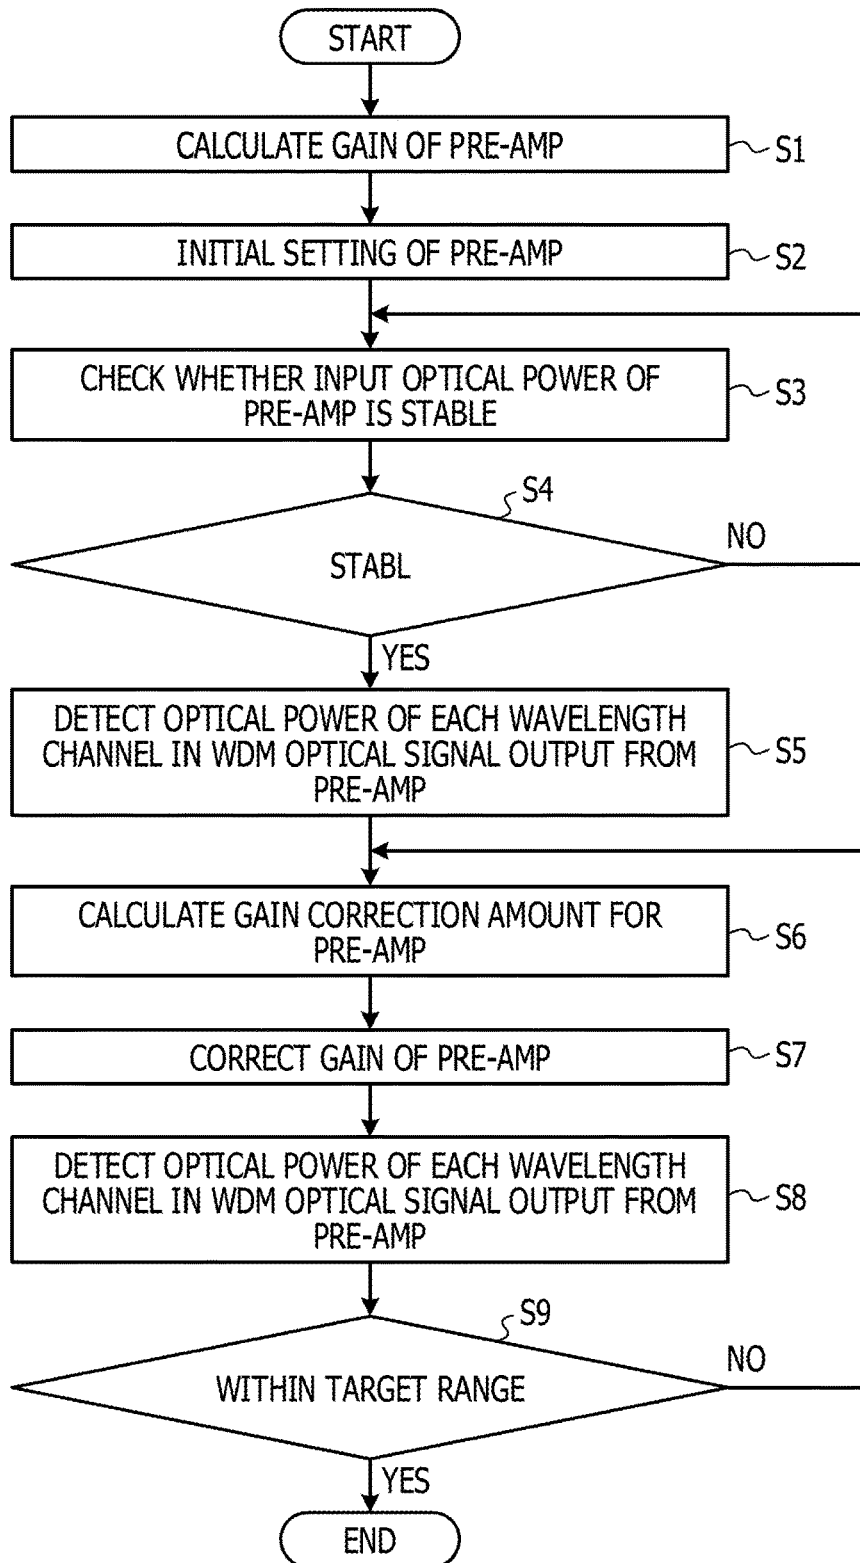 START
CALCULATE GAIN OF PRE-AMP
S1
INITIAL SETTING OF PRE-AMP
S2
CHECK WHETHER INPUT OPTICAL POWER OF
PRE-AMP IS STABLE
S3
S4
STABL
NO
YES
DETECT OPTICAL POWER OF EACH WAVELENGTH
CHANNEL IN WDM OPTICAL SIGNAL OUTPUT FROM
PRE-AMP
S5
CALCULATE GAIN CORRECTION AMOUNT FOR
PRE-AMP
S6
CORRECT GAIN OF PRE-AMP
S7
DETECT OPTICAL POWER OF EACH WAVELENGTH
CHANNEL IN WDM OPTICAL SIGNAL OUTPUT FROM
PRE-AMP
S8
S9
WITHIN TARGET RANGE
NO
YES
END